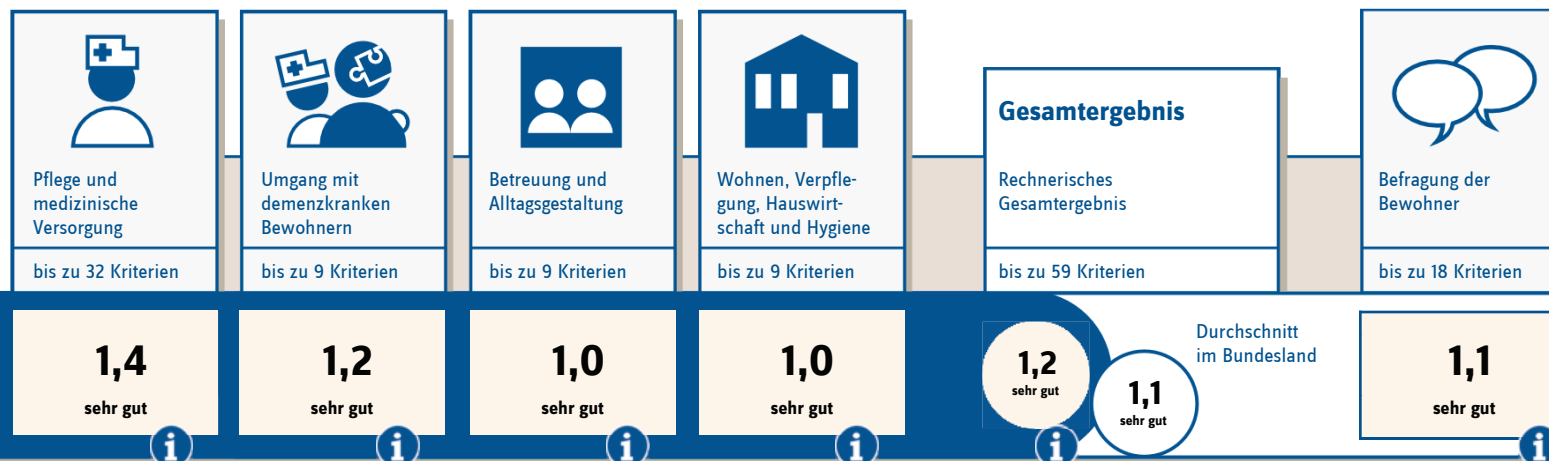 Pflege und
medizinische
Versorgung
bis zu 32 Kriterien
1,4
sehr gut
Umgang mit
demenzkranken
Bewohnern
bis zu 9 Kriterien
1,2
sehr gut
Betreuung und
Alltagsgestaltung
bis zu 9 Kriterien
1,0
sehr gut
Wohnen, Verpfle-
gung, Hauswirt-
schaft und Hygiene
bis zu 9 Kriterien
1,0
sehr gut
Gesamtergebnis
Rechnerisches
Gesamtergebnis
bis zu 59 Kriterien
1,2
sehr gut
1,1
sehr gut
Durchschnitt
im Bundesland
Befragung der
Bewohner
bis zu 18 Kriterien
1,1
sehr gut